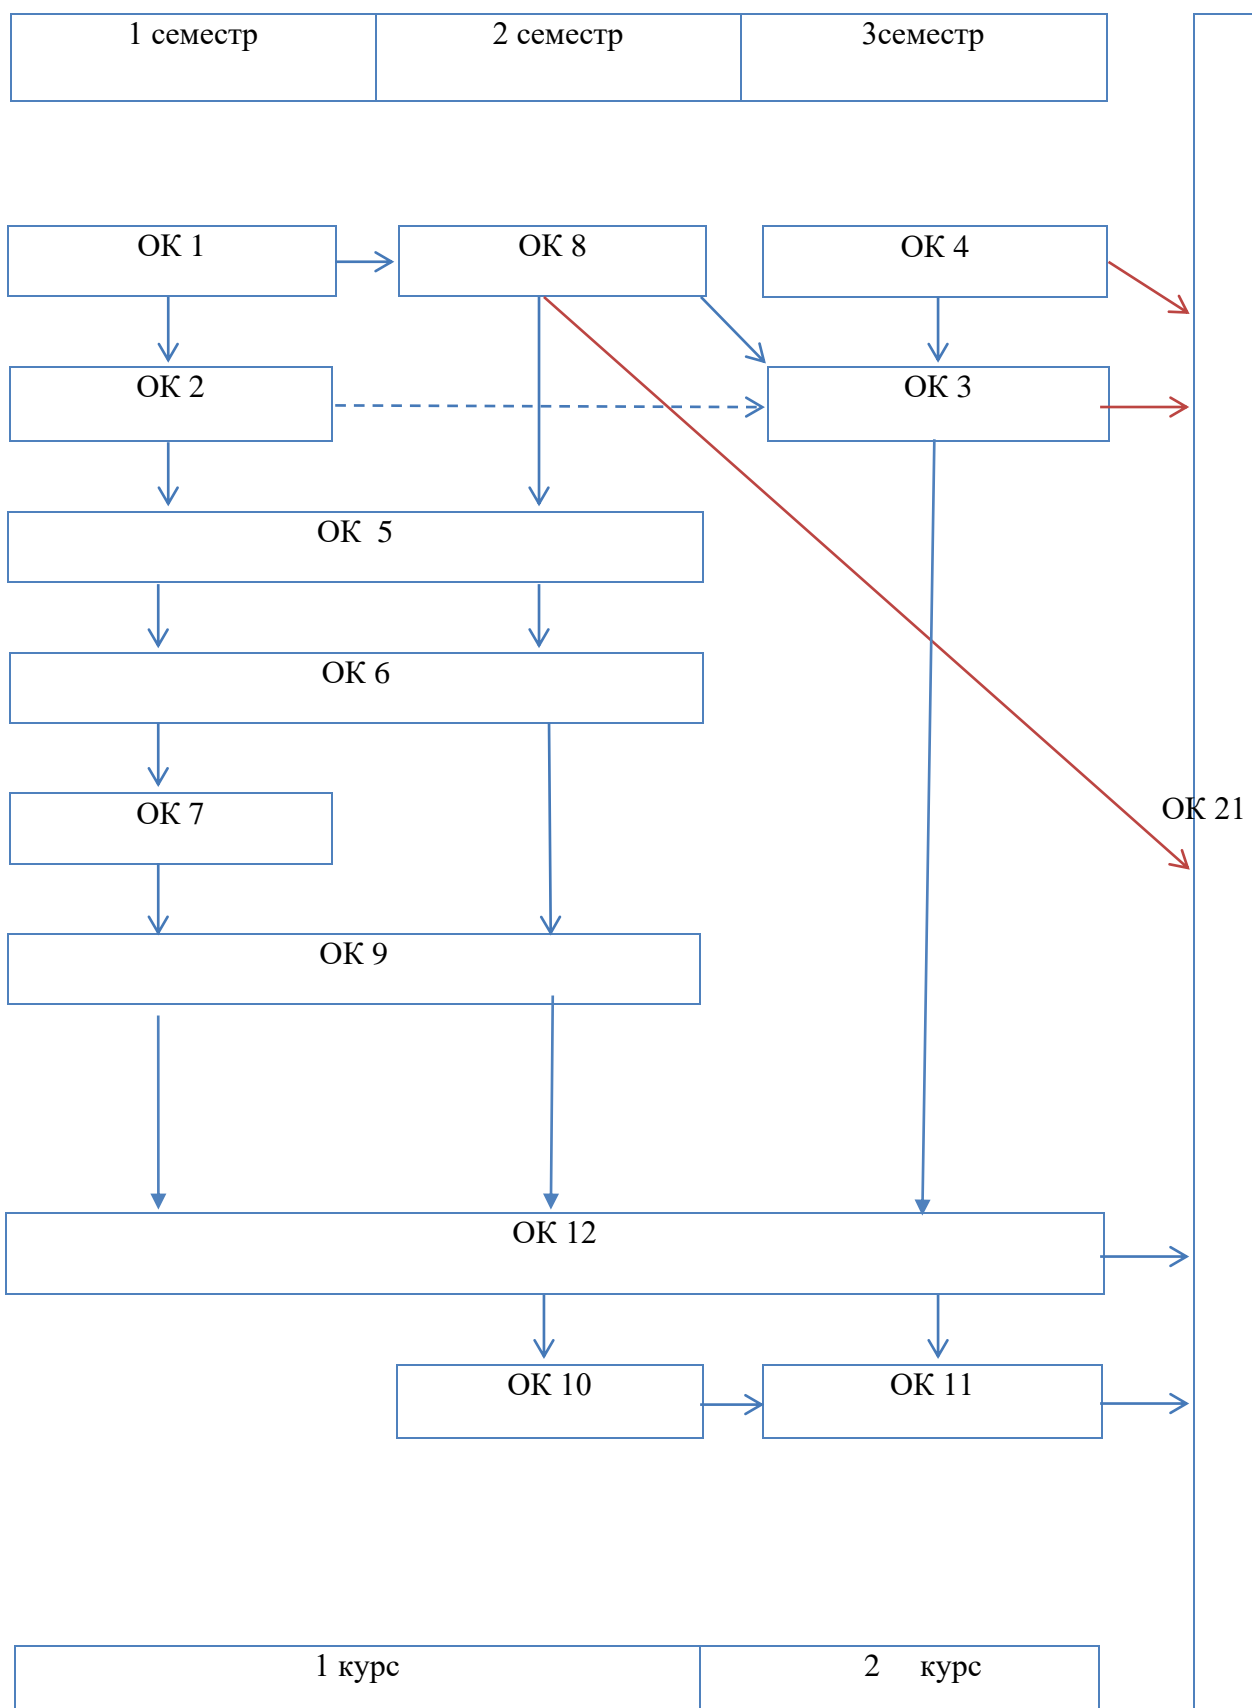 1 семестр
2 семестр
3семестр
ОК 1
ОК 8
ОК 4
ОК 2
ОК 3
ОК 5
ОК 6
ОК 7
ОК 21
ОК 9
ОК 12
ОК 10
ОК 11
1 курс
2 курс